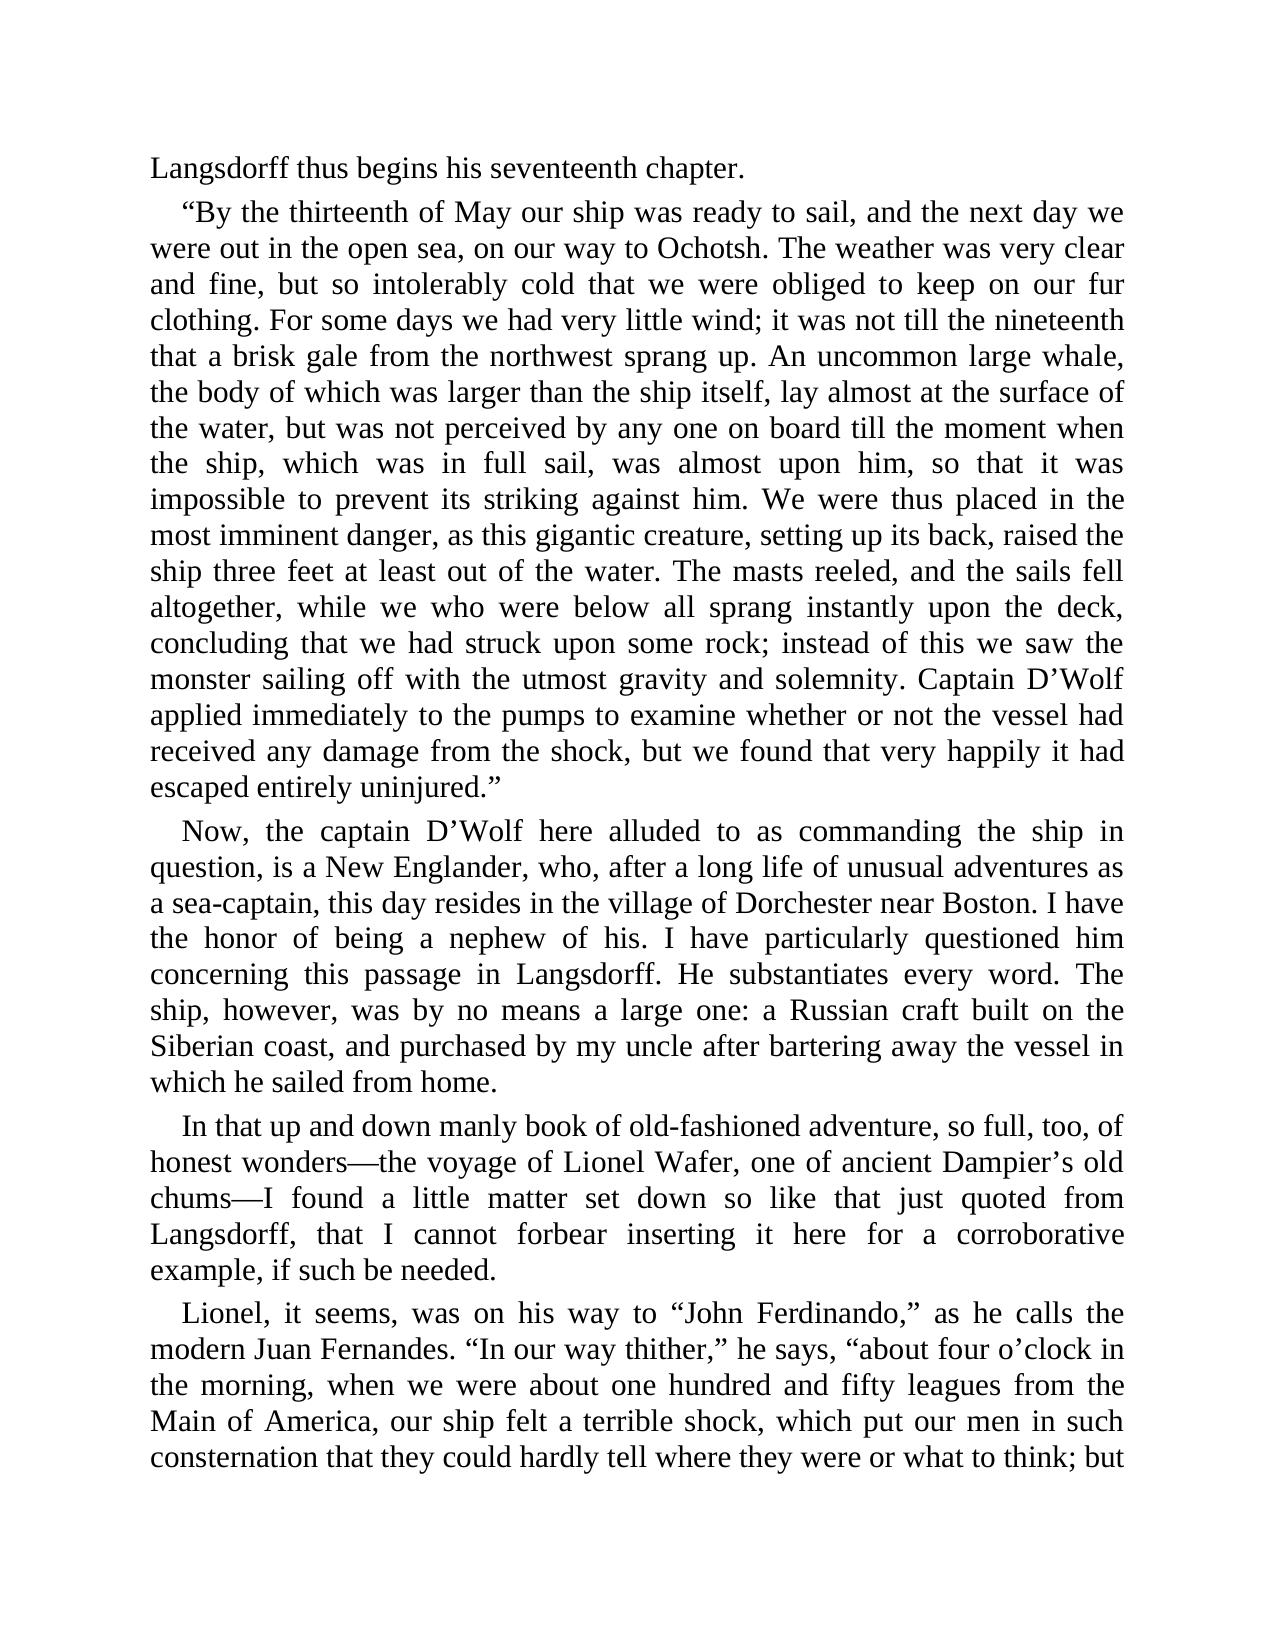 Langsdorff thus begins his seventeenth chapter.
“By the thirteenth of May our ship was ready to sail, and the next day we
were out in the open sea, on our way to Ochotsh. The weather was very clear
and fine, but so intolerably cold that we were obliged to keep on our fur
clothing. For some days we had very little wind; it was not till the nineteenth
that a brisk gale from the northwest sprang up. An uncommon large whale,
the body of which was larger than the ship itself, lay almost at the surface of
the water, but was not perceived by any one on board till the moment when
the ship, which was in full sail, was almost upon him, so that it was
impossible to prevent its striking against him. We were thus placed in the
most imminent danger, as this gigantic creature, setting up its back, raised the
ship three feet at least out of the water. The masts reeled, and the sails fell
altogether, while we who were below all sprang instantly upon the deck,
concluding that we had struck upon some rock; instead of this we saw the
monster sailing off with the utmost gravity and solemnity. Captain D’Wolf
applied immediately to the pumps to examine whether or not the vessel had
received any damage from the shock, but we found that very happily it had
escaped entirely uninjured.”
Now, the captain D’Wolf here alluded to as commanding the ship in
question, is a New Englander, who, after a long life of unusual adventures as
a sea-captain, this day resides in the village of Dorchester near Boston. I have
the honor of being a nephew of his. I have particularly questioned him
concerning this passage in Langsdorff. He substantiates every word. The
ship, however, was by no means a large one: a Russian craft built on the
Siberian coast, and purchased by my uncle after bartering away the vessel in
which he sailed from home.
In that up and down manly book of old-fashioned adventure, so full, too, of
honest wonders—the voyage of Lionel Wafer, one of ancient Dampier’s old
chums—I found a little matter set down so like that just quoted from
Langsdorff, that I cannot forbear inserting it here for a corroborative
example, if such be needed.
Lionel, it seems, was on his way to “John Ferdinando,” as he calls the
modern Juan Fernandes. “In our way thither,” he says, “about four o’clock in
the morning, when we were about one hundred and fifty leagues from the
Main of America, our ship felt a terrible shock, which put our men in such
consternation that they could hardly tell where they were or what to think; but